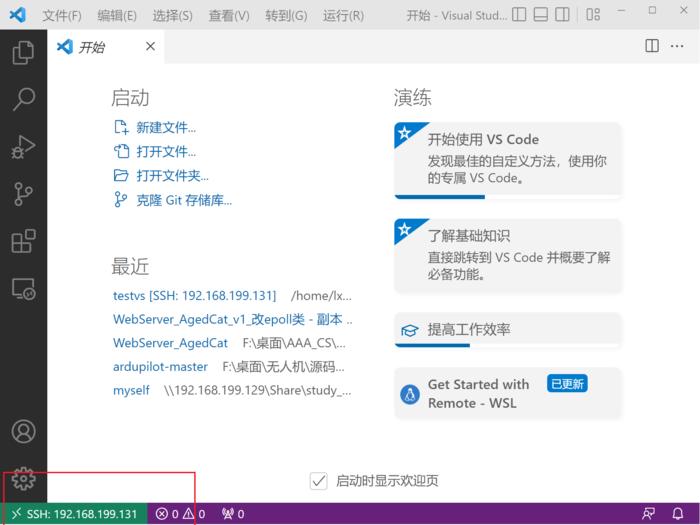 文件(F) 编辑(E) 选择(S) 查看(V) 转到(G) 运行(R) 开始 - Visual Stud...
开始
启动
新建文件...
打开文件...
打开文件夹...
克隆 Git 存储库...
最近
testvs [SSH: 192.168.199.131] /home/lx...
WebServer_AgedCat_v1_改epoll类 - 副本 ..
WebServer_AgedCat F:\桌面\AAA_CS\...
ardupilot-master F:\桌面\无人机\源码...
myself \\192.168.199.129\Share\study_...
演练
开始使用 VS Code
发现最佳的自定义方法，使用你
的专属 VS Code。
了解基础知识
直接跳转到 VS Code 并概要了解
必备功能。
提高工作效率
Get Started with 已更新
Remote - WSL
启动时显示欢迎页
SSH: 192.168.199.131 0 0 0